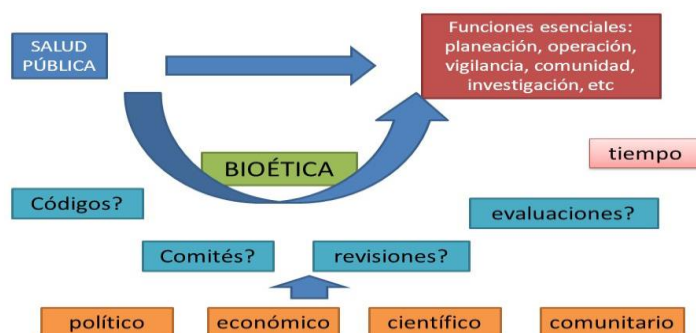 SALUD
PÚBLICA
Funciones esenciales:
planeación, operación,
vigilancia, comunidad,
investigación, etc
BIOÉTICA
tiempo
Códigos?
evaluaciones?
Comités?
revisiones?
político
económico
científico
comunitario